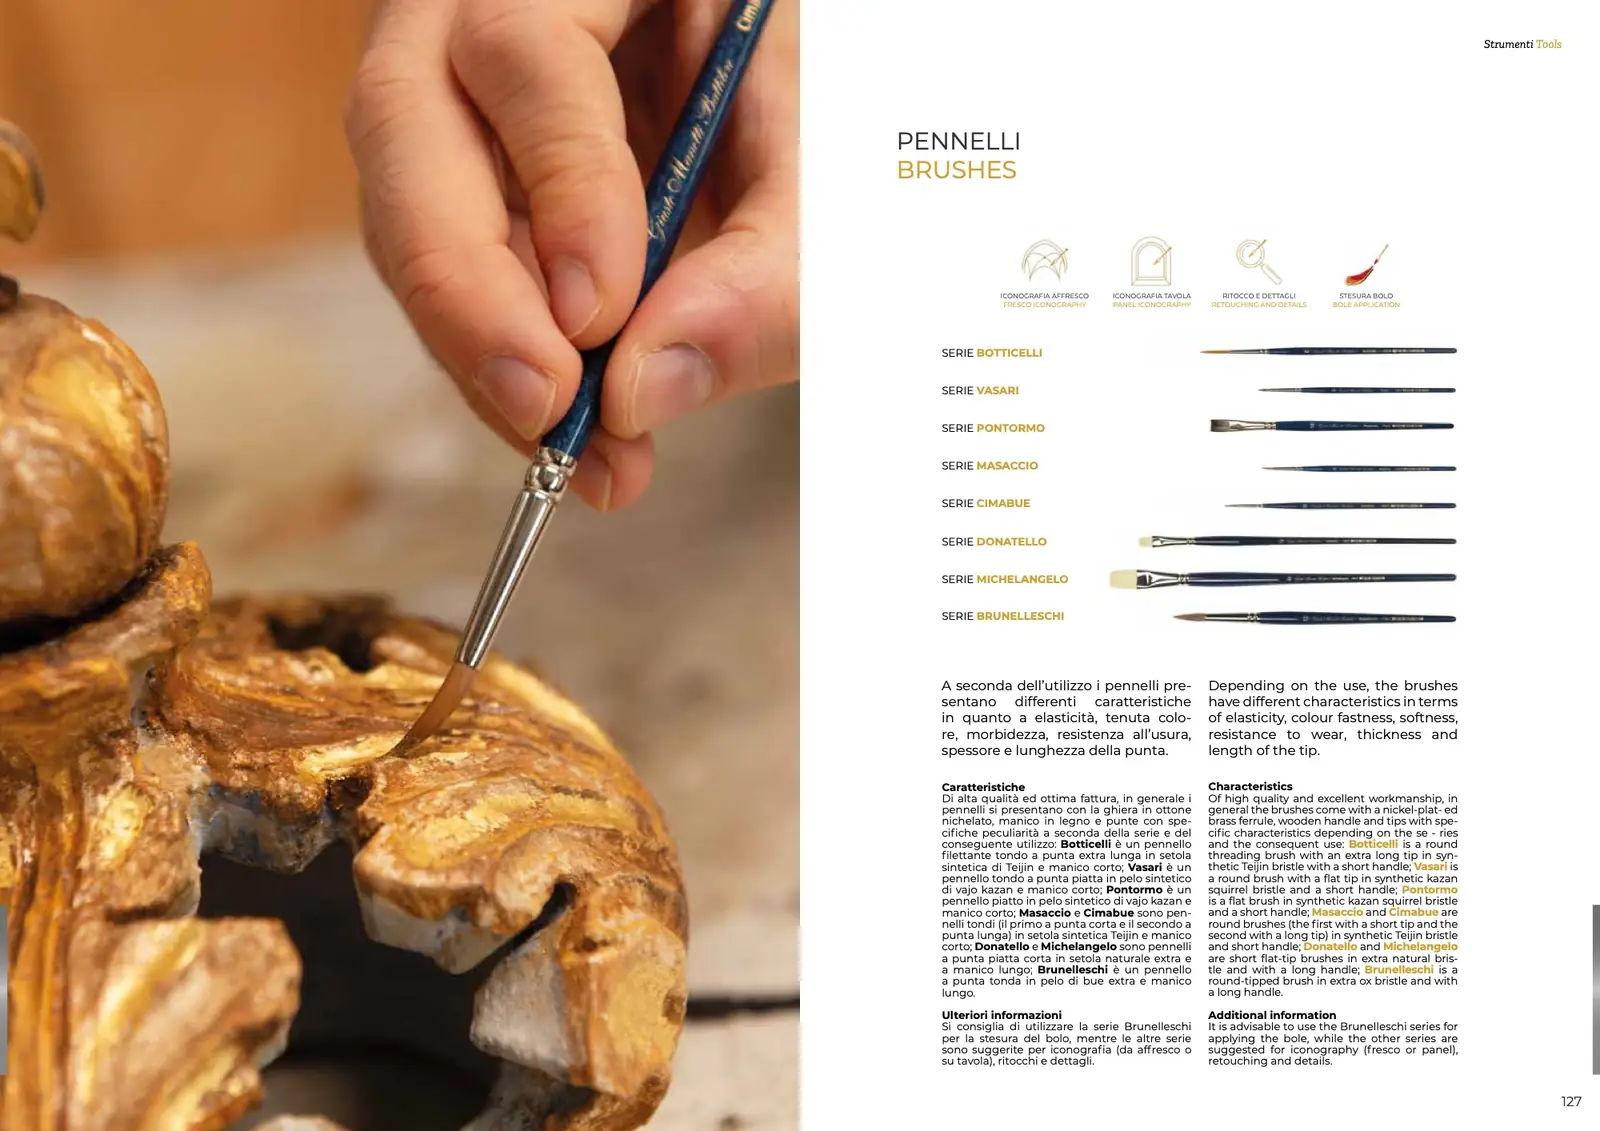 Cima
Giusto Manetti Battiloro
Strumenti Tools
PENNELLI
BRUSHES
ICONOGRAFIA AFFRESCO
FRESCO ICONOGRAPHY
ICONOGRAFIA TAVOLA
PANEL ICONOGRAPHY
RITOCCO E DETTAGLI
RETOUCHING AND DETAILS
STESURA BOLO
BOLE APPLICATION
SERIE BOTTICELLI
SERIE VASARI
SERIE PONTORMO
SERIE MASACCIO
SERIE CIMABUE
SERIE DONATELLO
SERIE MICHELANGELO
SERIE BRUNELLESCHI
A seconda dell’utilizzo i pennelli pre-
sentano differenti caratteristiche
in quanto a elasticità, tenuta colo-
re, morbidezza, resistenza all’usura,
spessore e lunghezza della punta.
Caratteristiche
Di alta qualità ed ottima fattura, in generale i
pennelli si presentano con la ghiera in ottone
nichelato, manico in legno e punte con spe-
cifiche peculiarità a seconda della serie e del
conseguente utilizzo: Botticelli è un pennello
filettante tondo a punta extra lunga in setola
sintetica di Teijin e manico corto; Vasari è un
pennello tondo a punta piatta in pelo sintetico
di vajo kazan e manico corto; Pontormo è un
pennello piatto in pelo sintetico di vajo kazan e
manico corto; Masaccio e Cimabue sono pen-
nelli tondi (il primo a punta corta e il secondo a
punta lunga) in setola sintetica Teijin e manico
corto; Donatello e Michelangelo sono pennelli
a punta piatta corta in setola naturale extra e
a manico lungo; Brunelleschi è un pennello
a punta tonda in pelo di bue extra e manico
lungo.
Ulteriori informazioni
Si consiglia di utilizzare la serie Brunelleschi
per la stesura del bolo, mentre le altre serie
sono suggerite per iconografia (da affresco o
su tavola), ritocchi e dettagli.
Depending on the use, the brushes
have different characteristics in terms
of elasticity, colour fastness, softness,
resistance to wear, thickness and
length of the tip.
Characteristics
Of high quality and excellent workmanship, in
general the brushes come with a nickel-plat- ed
brass ferrule, wooden handle and tips with spe-
cific characteristics depending on the se - ries
and the consequent use: Botticelli is a round
threading brush with an extra long tip in syn-
thetic Teijin bristle with a short handle; Vasari is
a round brush with a flat tip in synthetic kazan
squirrel bristle and a short handle; Pontormo
is a flat brush in synthetic kazan squirrel bristle
and a short handle; Masaccio and Cimabue are
round brushes (the first with a short tip and the
second with a long tip) in synthetic Teijin bristle
and short handle; Donatello and Michelangelo
are short flat-tip brushes in extra natural bris-
tle and with a long handle; Brunelleschi is a
round-tipped brush in extra ox bristle and with
a long handle.
Additional information
It is advisable to use the Brunelleschi series for
applying the bole, while the other series are
suggested for iconography (fresco or panel),
retouching and details.
127